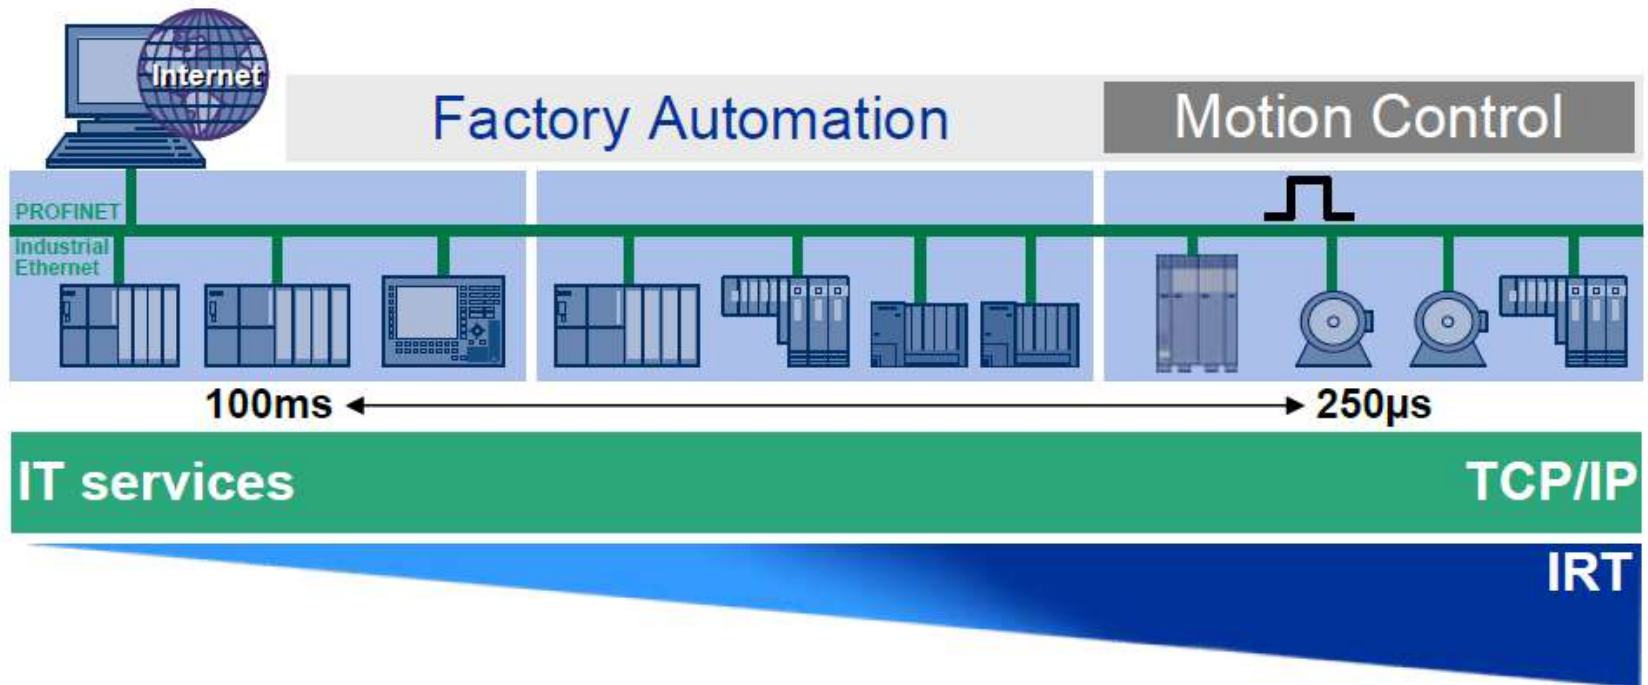 Internet
Factory Automation
Motion Control
PROFINET
Industrial
Ethernet
100ms
250µs
IT services
TCP/IP
IRT